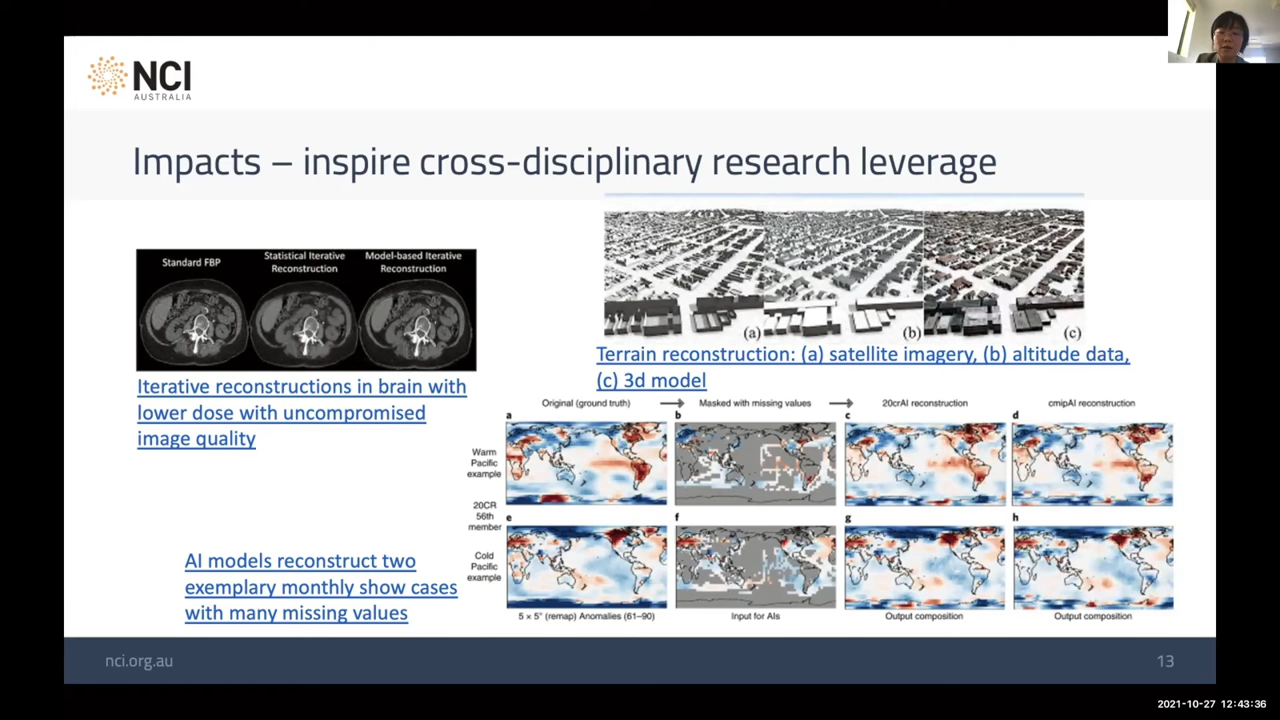 NCI
AUSTRALIA
Impacts – inspire cross-disciplinary research leverage
Standard FBP
Statistical Iterative
Reconstruction
Model-based Iterative
Reconstruction
Iterative reconstructions in brain with
lower dose with uncompromised
image quality
(a)
(b)
(c)
Terrain reconstruction: (a) satellite imagery, (b) altitude data,
(c) 3d model
Original (ground truth)
Masked with missing values
20crAI reconstruction
cmipAI reconstruction
a
b
c
d
Warm
Pacific
example
20CR
56th
member
e
f
g
h
Cold
Pacific
example
5 × 5° (remap) Anomalies (61–90)
Input for AIs
Output composition
Output composition
AI models reconstruct two
exemplary monthly show cases
with many missing values
nci.org.au
13
2021-10-27 12:43:36